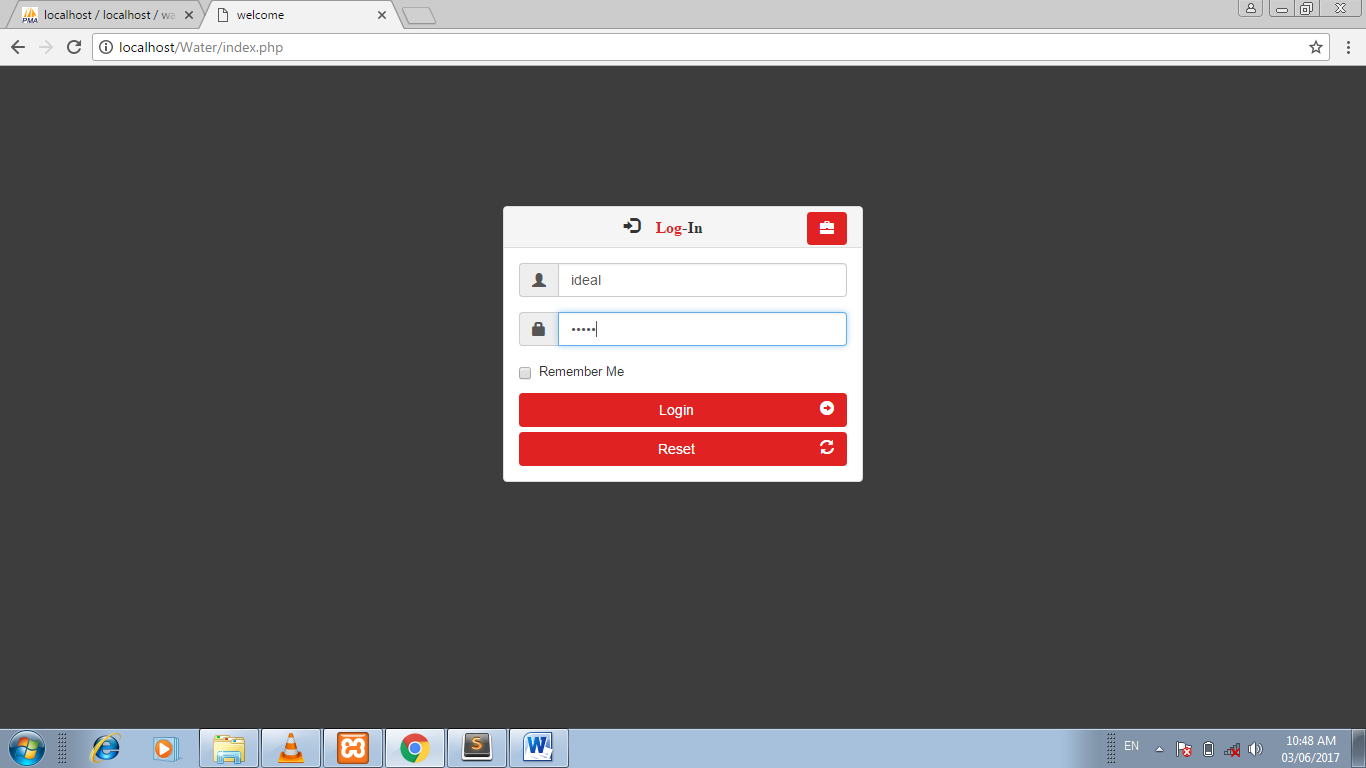 PMA
localhost / localhost / wa
welcome
localhost/Water/index.php
Log-In
ideal
•••••
Remember Me
Login
Reset
S
W
EN
10:48 AM
03/06/2017